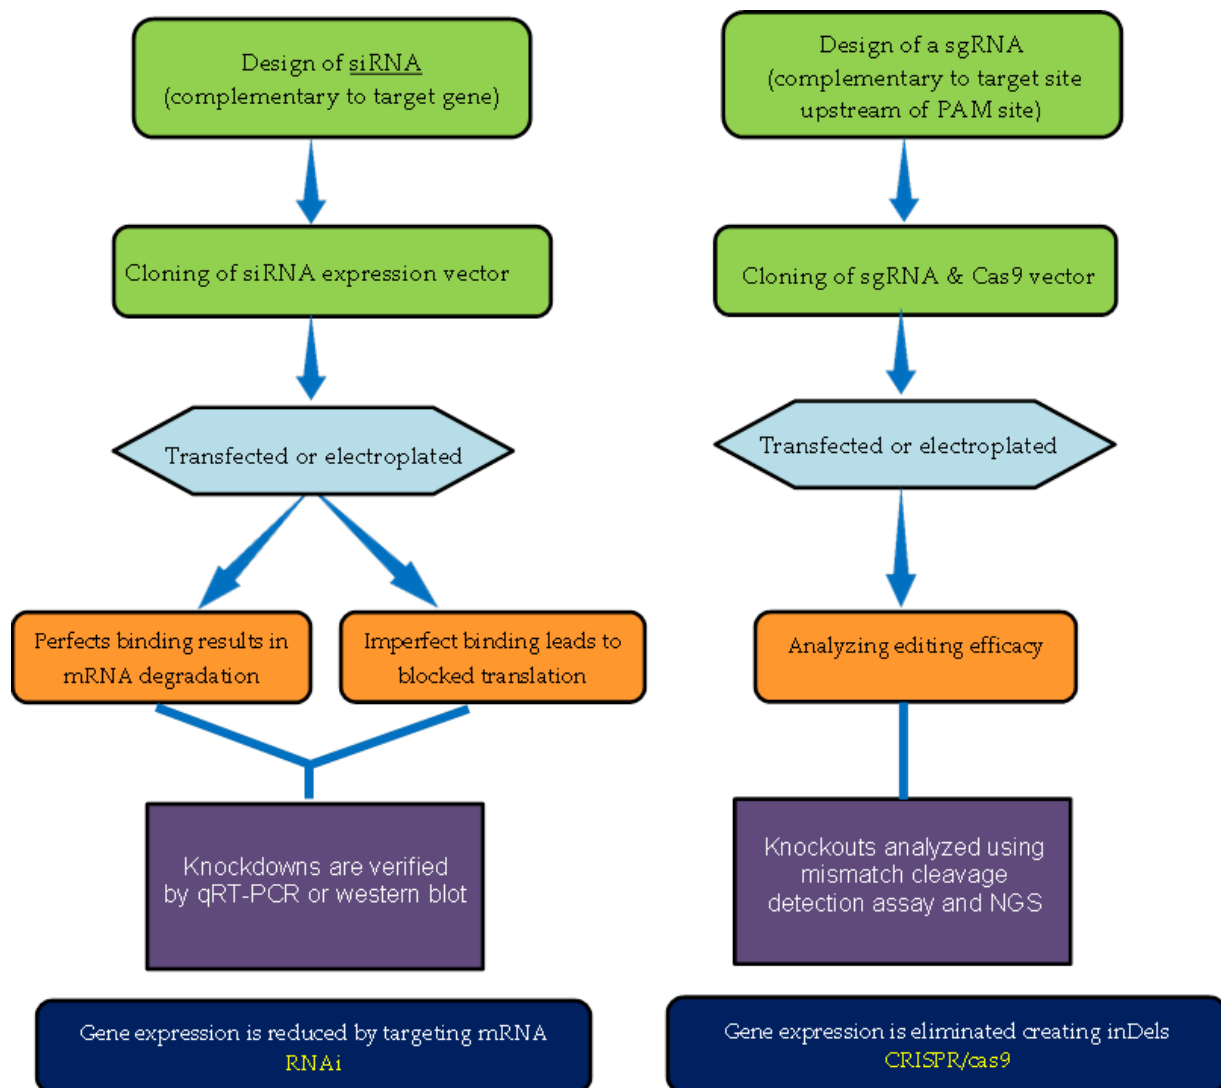 Design of siRNA
(complementary to target gene)
Cloning of siRNA expression vector
Transfected or electroplated
Perfects binding results in
mRNA degradation
Imperfect binding leads to
blocked translation
Knockdowns are verified
by qRT-PCR or western blot
Gene expression is reduced by targeting mRNA
RNAi
Design of a sgRNA
(complementary to target site
upstream of PAM site)
Cloning of sgRNA & Cas9 vector
Transfected or electroplated
Analyzing editing efficacy
Knockouts analyzed using
mismatch cleavage
detection assay and NGS
Gene expression is eliminated creating inDels
CRISPR/cas9